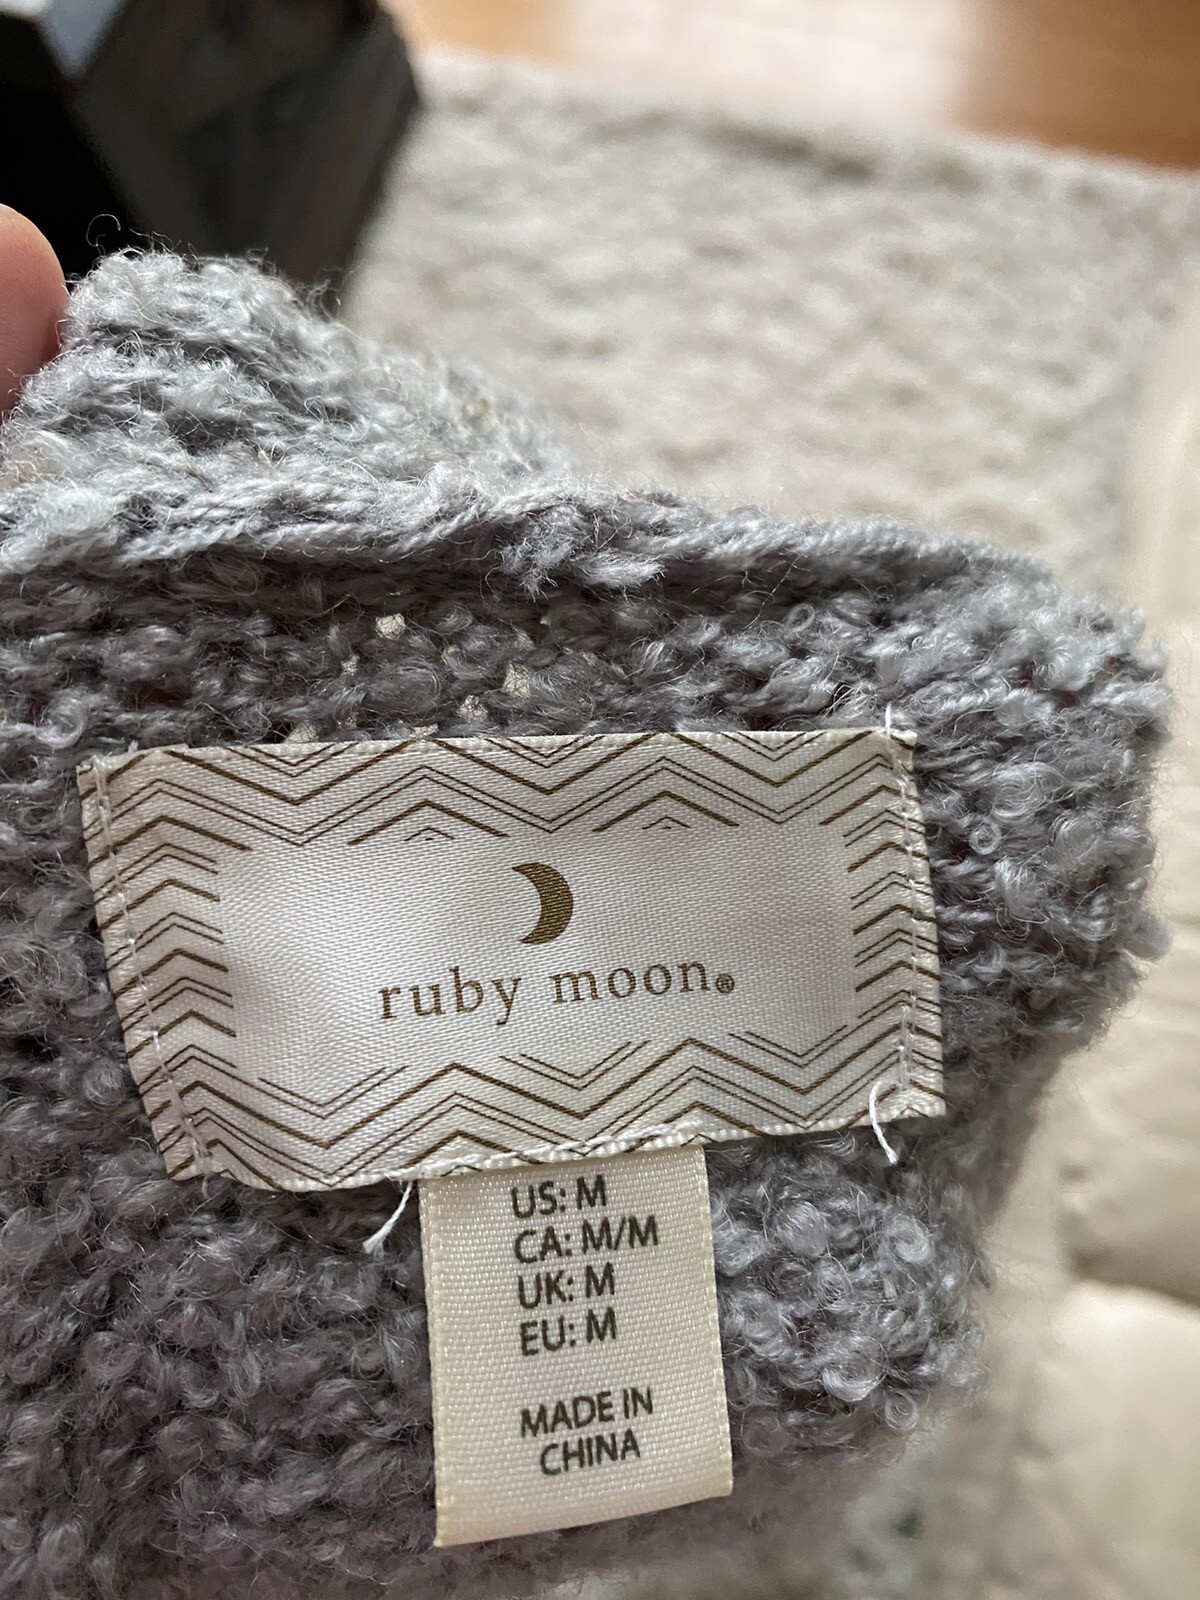 ruby moon®
US: M
CA: M/M
UK: M
EU: M
MADE IN
CHINA